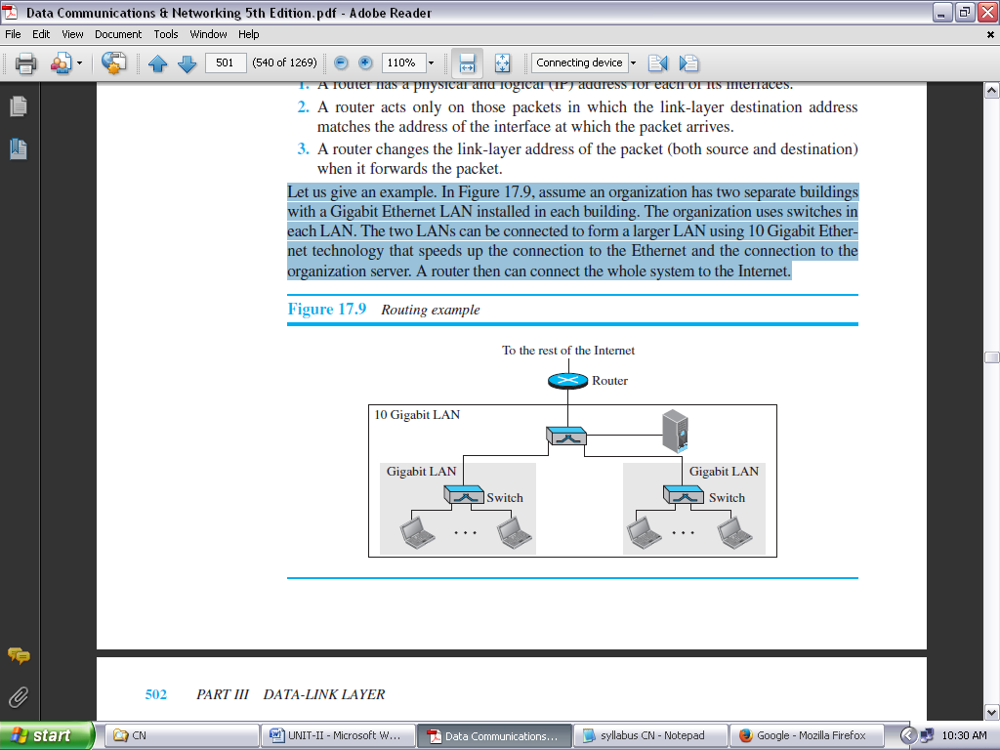 Data Communications & Networking 5th Edition.pdf - Adobe Reader
File Edit View Document Tools Window Help
501 (540 of 1269) 110% Connecting device
1. A router has a physical and logical (IP) address for each of its interfaces.
2. A router acts only on those packets in which the link-layer destination address
matches the address of the interface at which the packet arrives.
3. A router changes the link-layer address of the packet (both source and destination)
when it forwards the packet.
Let us give an example. In Figure 17.9, assume an organization has two separate buildings
with a Gigabit Ethernet LAN installed in each building. The organization uses switches in
each LAN. The two LANs can be connected to form a larger LAN using 10 Gigabit Ether-
net technology that speeds up the connection to the Ethernet and the connection to the
organization server. A router then can connect the whole system to the Internet.
Figure 17.9 Routing example
To the rest of the Internet
Router
10 Gigabit LAN
Gigabit LAN
Switch
. . .
Gigabit LAN
Switch
. . .
502 PART III DATA-LINK LAYER
start CN UNIT-II - Microsoft W... Data Communications... syllabus CN - Notepad Google - Mozilla Firefox 10:30 AM